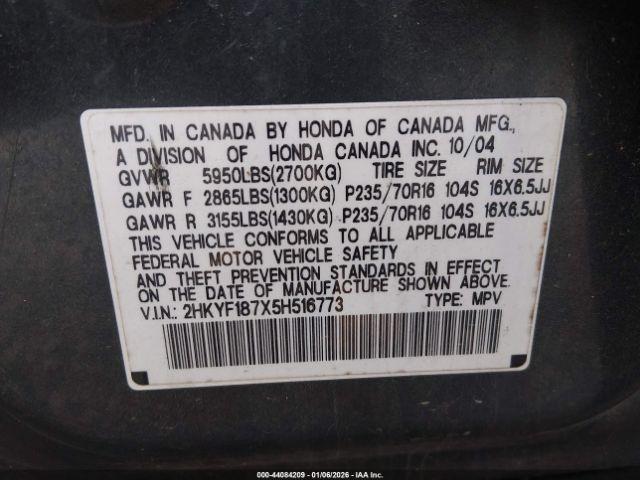 MFD. IN CANADA BY HONDA OF CANADA MFG.,
A DIVISION OF HONDA CANADA INC. 10/04
GVWR 5950LBS(2700KG) TIRE SIZE RIM SIZE
GAWR F 2865LBS(1300KG) P235/70R16 104S 16X6.5JJ
GAWR R 3155LBS(1430KG) P235/70R16 104S 16X6.5JJ
THIS VEHICLE CONFORMS TO ALL APPLICABLE
FEDERAL MOTOR VEHICLE SAFETY
AND THEFT PREVENTION STANDARDS IN EFFECT
ON THE DATE OF MANUFACTURE SHOWN ABOVE.
V.I.N.: 2HKYF187X5H516773 TYPE: MPV
000-44084209 - 01/06/2026 - IAA Inc.